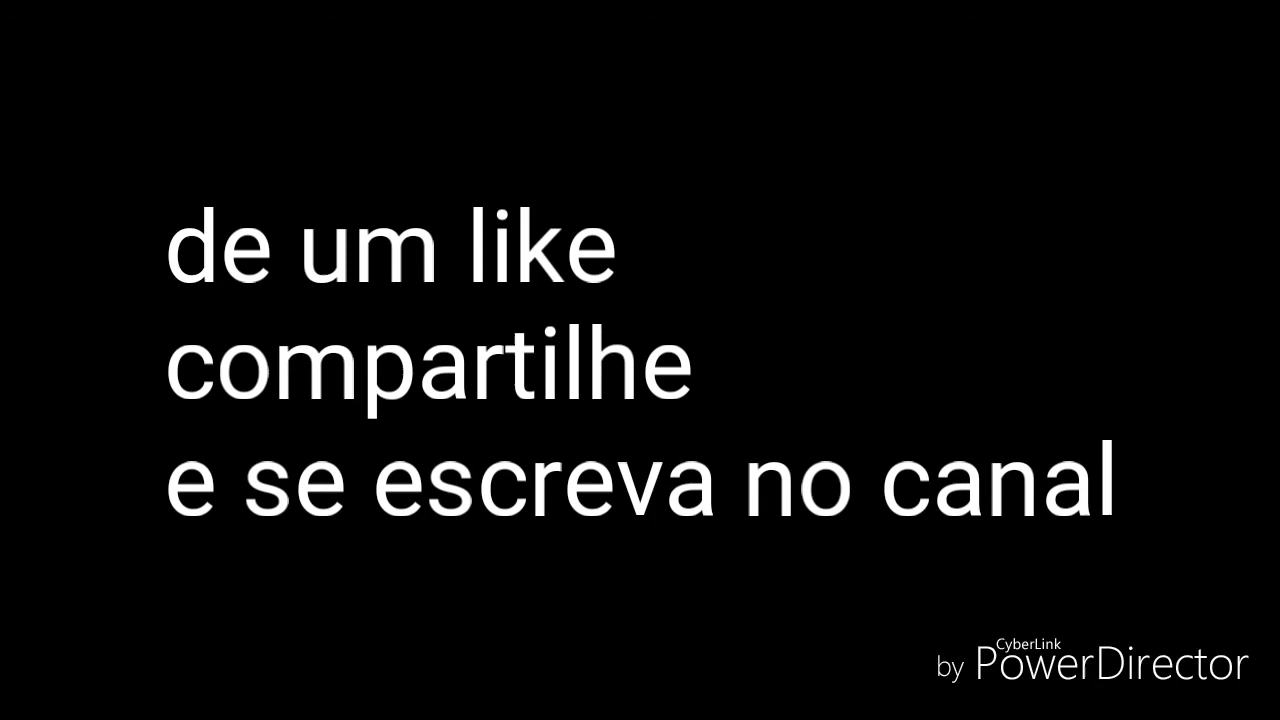 de um like
compartilhe
e se escreva no canal
CyberLink
by PowerDirector